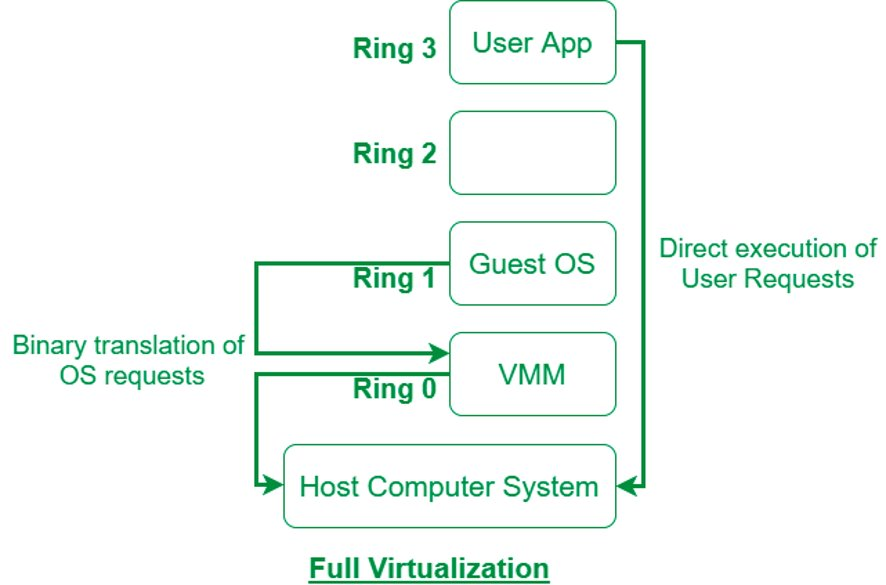 Ring 3
User App
Ring 2
Ring 1
Guest OS
Direct execution of
User Requests
Binary translation of
OS requests
Ring 0
VMM
Host Computer System
Full Virtualization